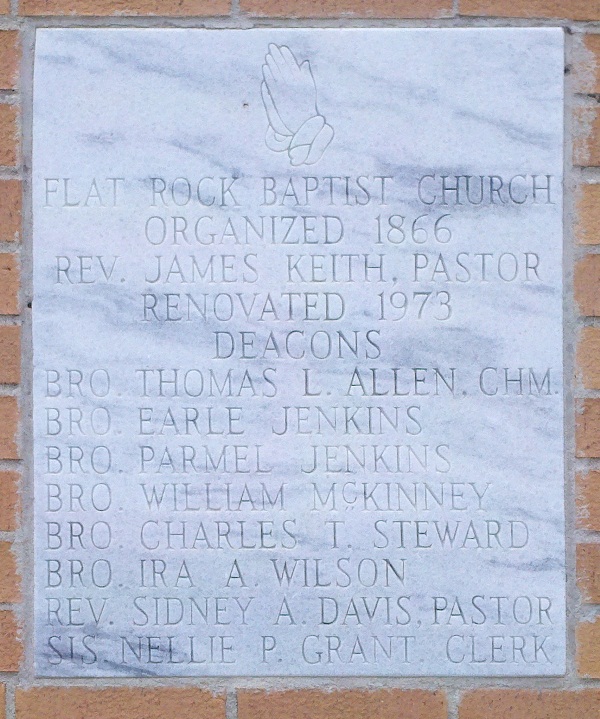 FLAT ROCK BAPTIST CHURCH
ORGANIZED 1866
REV. JAMES KEITH, PASTOR
RENOVATED 1973
DEACONS
BRO. THOMAS L. ALLEN, CHM.
BRO. EARLE JENKINS
BRO. PARMEL JENKINS
BRO. WILLIAM McKINNEY
BRO. CHARLES T. STEWARD
BRO. IRA A. WILSON
REV. SIDNEY A. DAVIS, PASTOR
SIS. NELLIE P. GRANT. CLERK